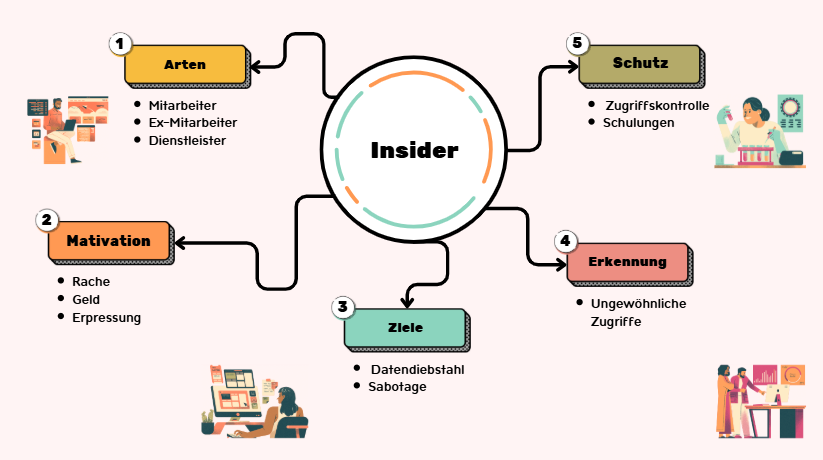 Insider
1
Arten
Mitarbeiter
Ex-Mitarbeiter
Dienstleister
2
Mativation
Rache
Geld
Erpressung
3
Ziele
Datendiebstahl
Sabotage
4
Erkennung
Ungewöhnliche
Zugriffe
5
Schutz
Zugriffskontrolle
Schulungen